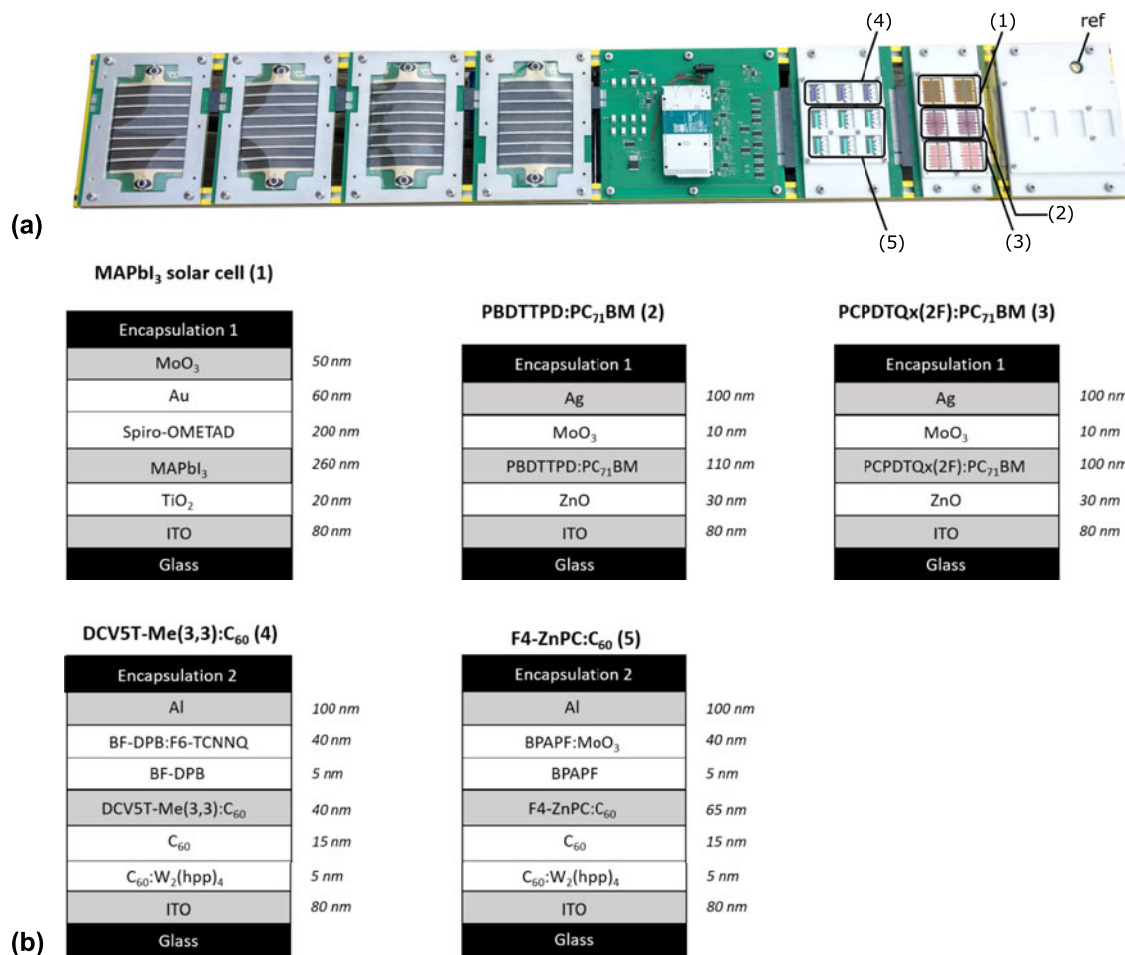 (4)
(1)
ref
(2)
(3)
(5)
(a)
MAPbI₃ solar cell (1)
Encapsulation 1
MoO₃ 50 nm
Au 60 nm
Spiro-OMETAD 200 nm
MAPbI₃ 260 nm
TiO₂ 20 nm
ITO 80 nm
Glass
PBDTTPD:PC₇₁BM (2)
Encapsulation 1
Ag 100 nm
MoO₃ 10 nm
PBDTTPD:PC₇₁BM 110 nm
ZnO 30 nm
ITO 80 nm
Glass
PCPDTQx(2F):PC₇₁BM (3)
Encapsulation 1
Ag 100 nm
MoO₃ 10 nm
PCPDTQx(2F):PC₇₁BM 100 nm
ZnO 30 nm
ITO 80 nm
Glass
DCV5T-Me(3,3):C₆₀ (4)
Encapsulation 2
Al 100 nm
BF-DPB:F6-TCNNQ 40 nm
BF-DPB 5 nm
DCV5T-Me(3,3):C₆₀ 40 nm
C₆₀ 15 nm
C₆₀:W₂(hpp)₄ 5 nm
ITO 80 nm
Glass
F4-ZnPC:C₆₀ (5)
Encapsulation 2
Al 100 nm
BPAPF:MoO₃ 40 nm
BPAPF 5 nm
F4-ZnPC:C₆₀ 65 nm
C₆₀ 15 nm
C₆₀:W₂(hpp)₄ 5 nm
ITO 80 nm
Glass
(b)